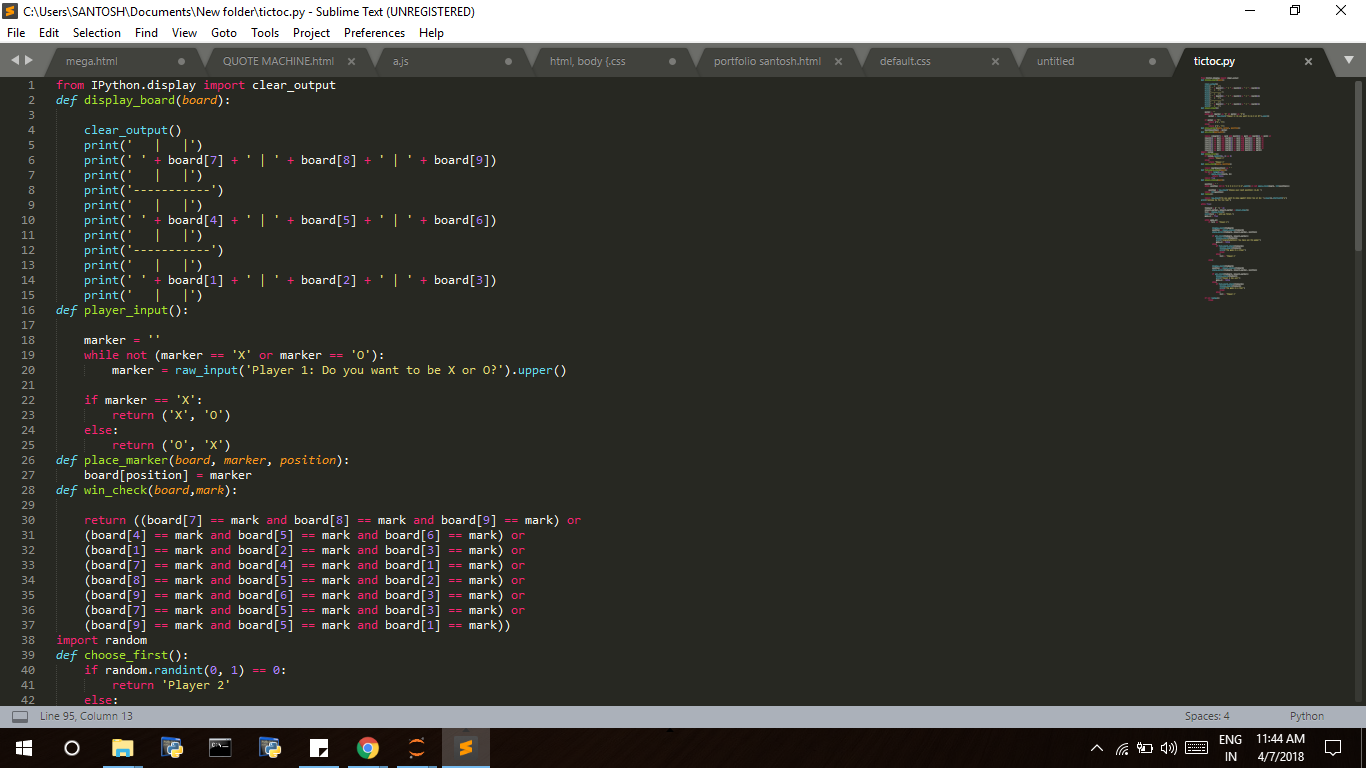 C:\Users\SANTOSH\Documents\New folder\tictoc.py - Sublime Text (UNREGISTERED)
File Edit Selection Find View Goto Tools Project Preferences Help
mega.html QUOTE MACHINE.html a.js html, body {.css portfolio santosh.html default.css untitled tictoc.py
1 from IPython.display import clear_output
2 def display_board(board):
3
4     clear_output()
5     print('   |   |')
6     print(' ' + board[7] + ' | ' + board[8] + ' | ' + board[9])
7     print('   |   |')
8     print('-----------')
9     print('   |   |')
10     print(' ' + board[4] + ' | ' + board[5] + ' | ' + board[6])
11     print('   |   |')
12     print('-----------')
13     print('   |   |')
14     print(' ' + board[1] + ' | ' + board[2] + ' | ' + board[3])
15     print('   |   |')
16 def player_input():
17
18     marker = ''
19     while not (marker == 'X' or marker == 'O'):
20         marker = raw_input('Player 1: Do you want to be X or O?').upper()
21
22     if marker == 'X':
23         return ('X', 'O')
24     else:
25         return ('O', 'X')
26 def place_marker(board, marker, position):
27     board[position] = marker
28 def win_check(board,mark):
29
30     return ((board[7] == mark and board[8] == mark and board[9] == mark) or
31     (board[4] == mark and board[5] == mark and board[6] == mark) or
32     (board[1] == mark and board[2] == mark and board[3] == mark) or
33     (board[7] == mark and board[4] == mark and board[1] == mark) or
34     (board[8] == mark and board[5] == mark and board[2] == mark) or
35     (board[9] == mark and board[6] == mark and board[3] == mark) or
36     (board[7] == mark and board[5] == mark and board[3] == mark) or
37     (board[9] == mark and board[5] == mark and board[1] == mark))
38 import random
39 def choose_first():
40     if random.randint(0, 1) == 0:
41         return 'Player 2'
42     else:
Line 95, Column 13 Spaces: 4 Python
ENG 11:44 AM
IN 4/7/2018